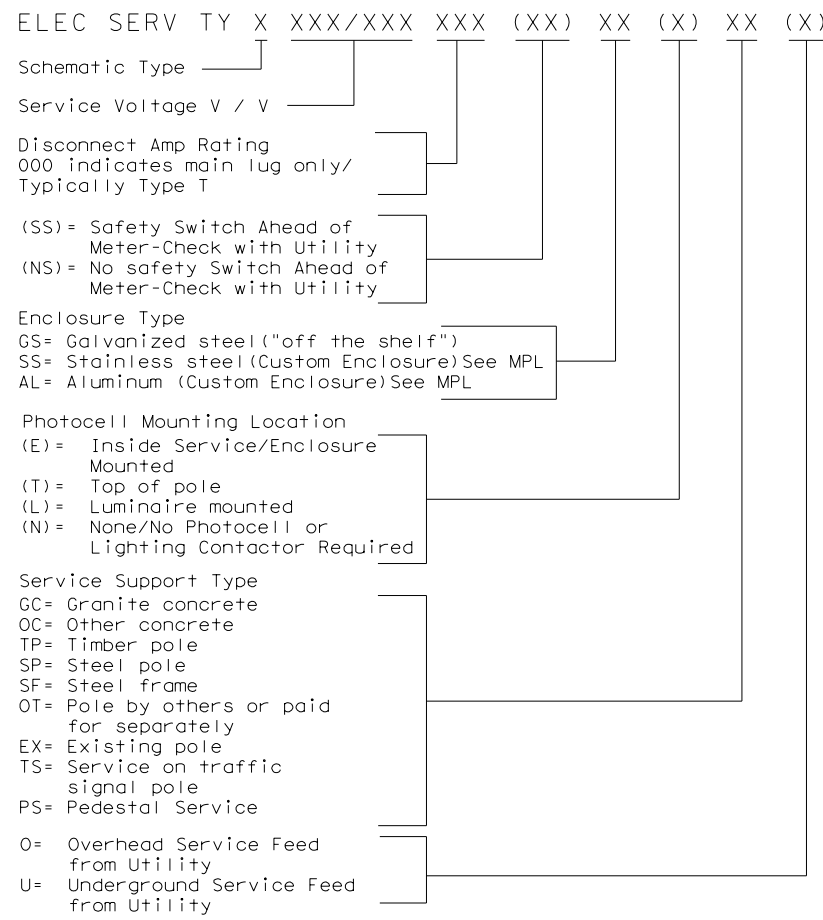 ELEC SERV TY X XXX/XXX XXX (XX) XX (X) XX (X)
Schematic Type
Service Voltage V / V
Disconnect Amp Rating
000 indicates main lug only/
Typically Type T
(SS)= Safety Switch Ahead of
Meter-Check with Utility
(NS)= No safety Switch Ahead of
Meter-Check with Utility
Enclosure Type
GS= Galvanized steel("off the shelf")
SS= Stainless steel(Custom Enclosure)See MPL
AL= Aluminum (Custom Enclosure)See MPL
Photocell Mounting Location
(E)= Inside Service/Enclosure
Mounted
(T)= Top of pole
(L)= Luminaire mounted
(N)= None/No Photocell or
Lighting Contactor Required
Service Support Type
GC= Granite concrete
OC= Other concrete
TP= Timber pole
SP= Steel pole
SF= Steel frame
OT= Pole by others or paid
for separately
EX= Existing pole
TS= Service on traffic
signal pole
PS= Pedestal Service
O= Overhead Service Feed
from Utility
U= Underground Service Feed
from Utility